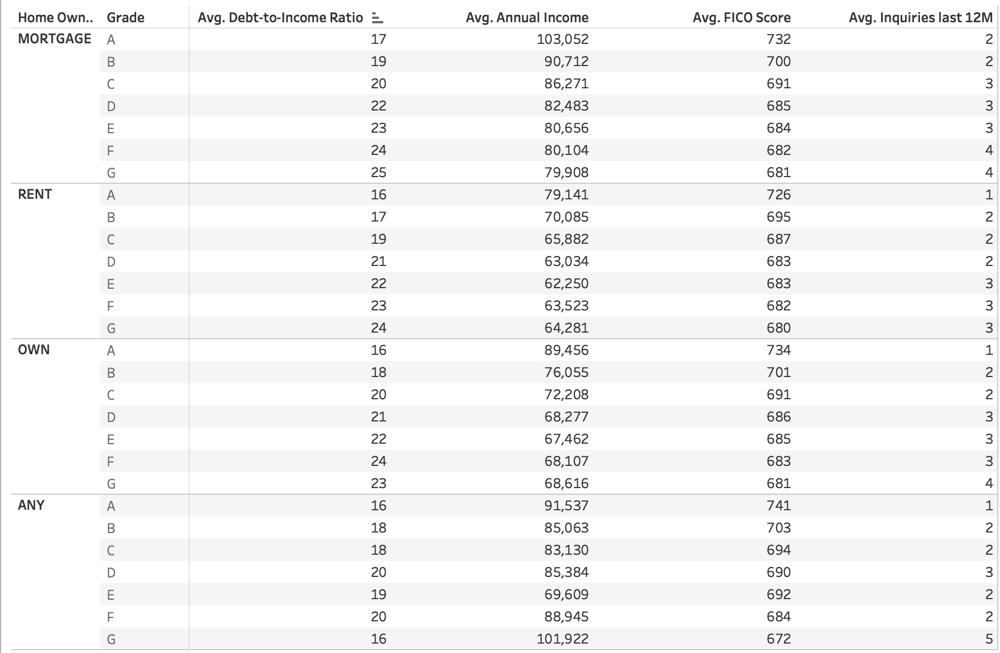 Home Own.. Grade Avg. Debt-to-Income Ratio Avg. Annual Income Avg. FICO Score Avg. Inquiries last 12M
MORTGAGE A 17 103,052 732 2
B 19 90,712 700 2
C 20 86,271 691 3
D 22 82,483 685 3
E 23 80,656 684 3
F 24 80,104 682 4
G 25 79,908 681 4
RENT A 16 79,141 726 1
B 17 70,085 695 2
C 19 65,882 687 2
D 21 63,034 683 2
E 22 62,250 683 3
F 23 63,523 682 3
G 24 64,281 680 3
OWN A 16 89,456 734 1
B 18 76,055 701 2
C 20 72,208 691 2
D 21 68,277 686 3
E 22 67,462 685 3
F 24 68,107 683 3
G 23 68,616 681 4
ANY A 16 91,537 741 1
B 18 85,063 703 2
C 18 83,130 694 2
D 20 85,384 690 3
E 19 69,609 692 2
F 20 88,945 684 2
G 16 101,922 672 5